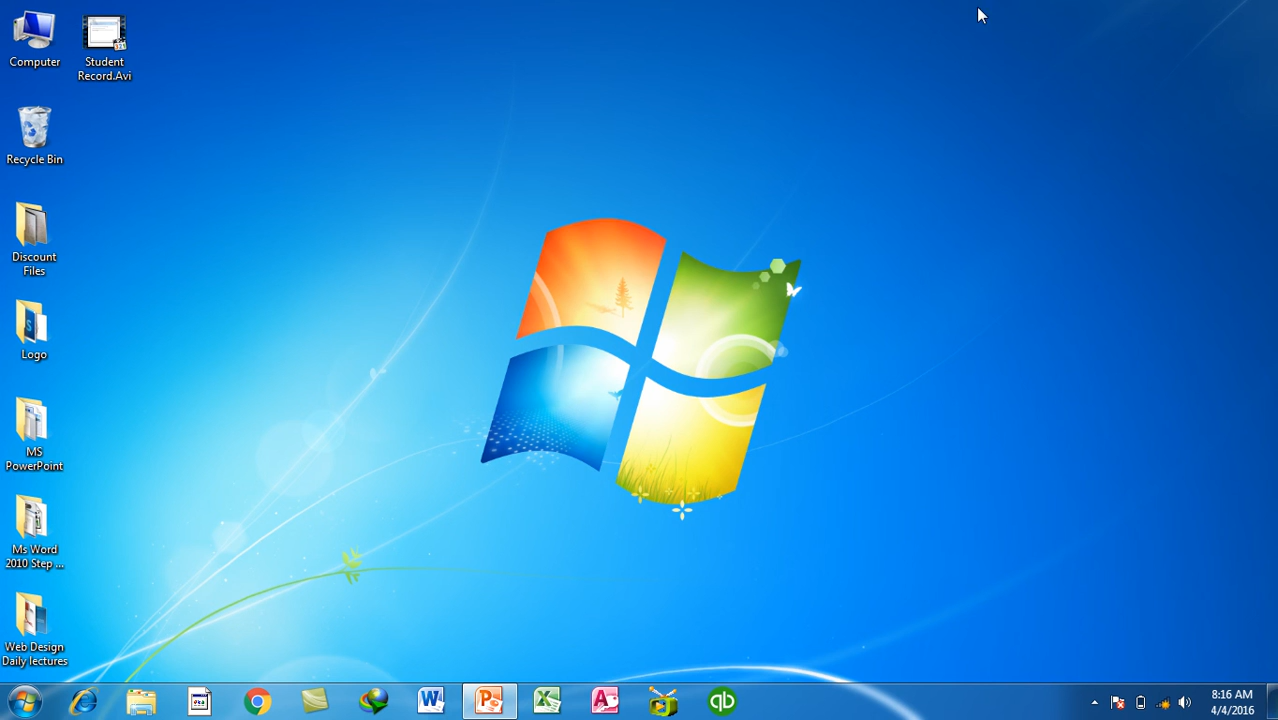 Computer
Student
Record.Avi
Recycle Bin
Discount
Files
Logo
MS
PowerPoint
Ms Word
2010 Step ...
Web Design
Daily lectures
W
P
X
A
qb
8:16 AM
4/4/2016